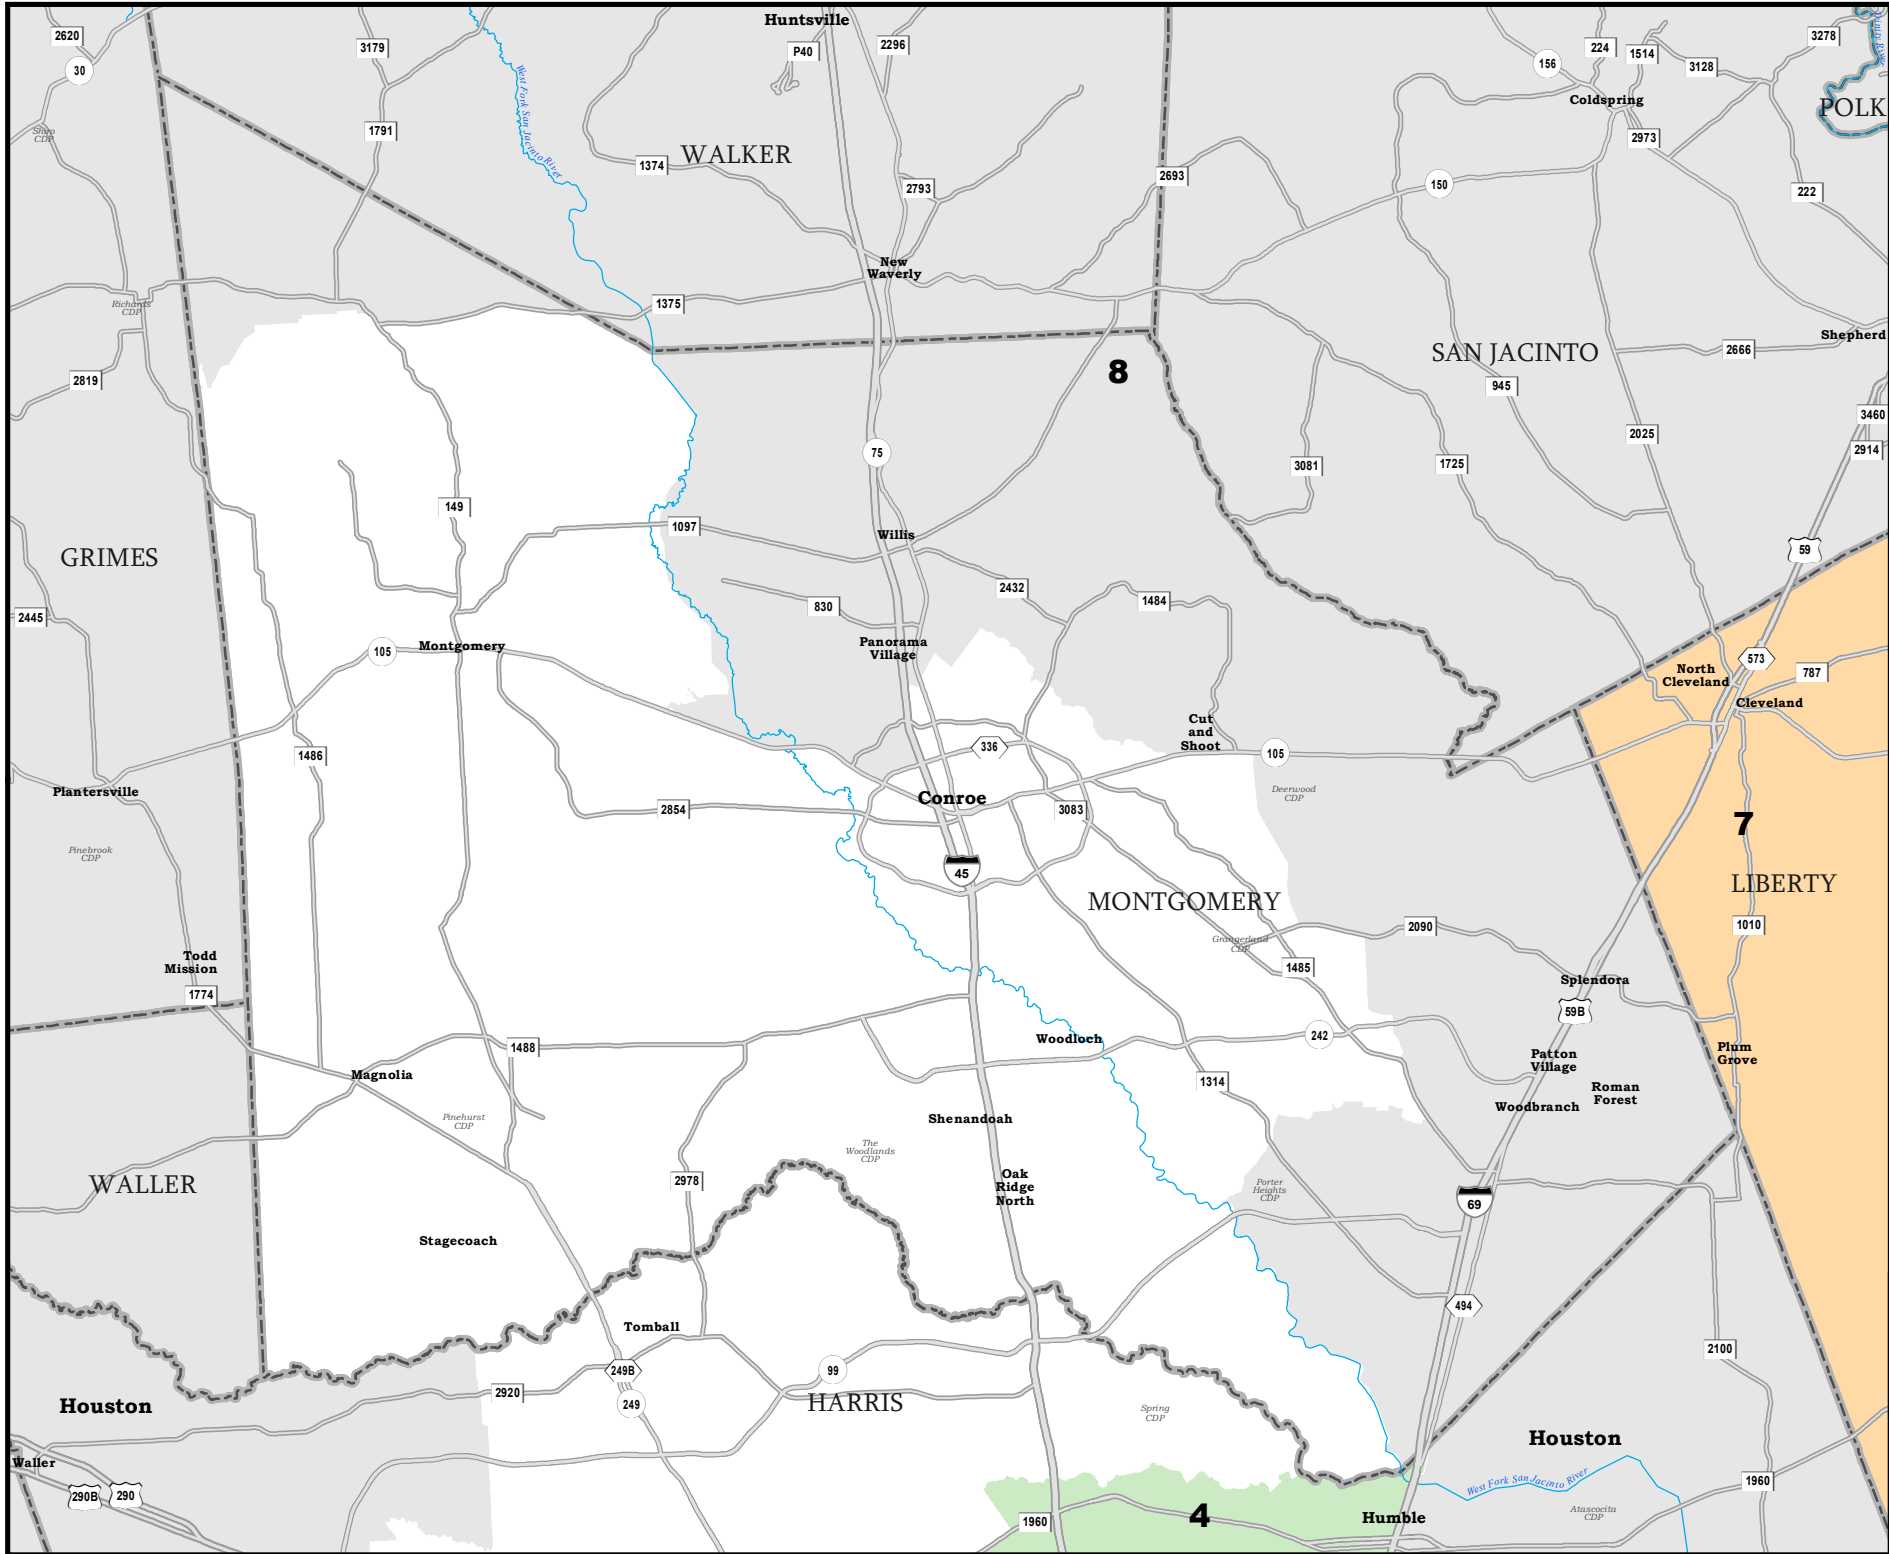 Huntsville
2620
30
3179
P40
2296
156
224
1514
3128
3278
Trinity River
West Fork San Jacinto River
Coldspring
POLK
Shiro
CDP
1791
1374
WALKER
2793
2693
150
2973
222
New
Waverly
Richards
CDP
1375
8
SAN JACINTO
2666
Shepherd
2819
945
3460
75
2025
2914
3081
1725
149
1097
Willis
59
GRIMES
2445
830
2432
1484
Panorama
Village
105
Montgomery
573
North
Cleveland
787
Cleveland
Cut
and
Shoot
336
105
1486
Plantersville
Conroe
2854
3083
Deerwood
CDP
7
Pinebrook
CDP
45
LIBERTY
MONTGOMERY
2090
1010
Grangerland
CDP
Todd
Mission
1485
Splendora
1774
59B
242
Woodloch
1488
Plum
Grove
Patton
Village
Magnolia
1314
Roman
Forest
Woodbranch
Pinehurst
CDP
Shenandoah
The
Woodlands
CDP
WALLER
2978
Oak
Ridge
North
Porter
Heights
CDP
69
Stagecoach
494
Tomball
2100
249B
99
2920
HARRIS
249
Houston
Spring
CDP
Houston
Waller
290B
290
West Fork San Jacinto River
1960
Atascocita
CDP
1960
4
Humble